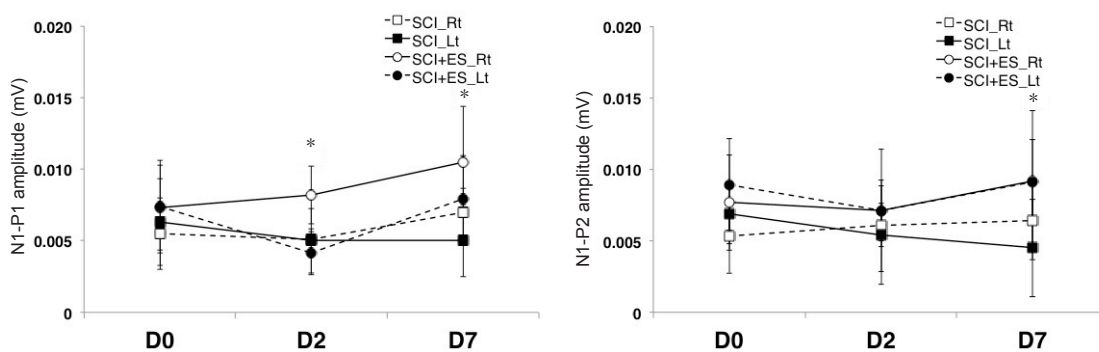 N1-P1 amplitude (mV)
0.020
0.015
0.010
0.005
0
SCI_Rt
SCI_Lt
SCI+ES_Rt
SCI+ES_Lt
*
*
D0 D2 D7
N1-P2 amplitude (mV)
0.020
0.015
0.010
0.005
0
SCI_Rt
SCI_Lt
SCI+ES_Rt
SCI+ES_Lt
*
D0 D2 D7